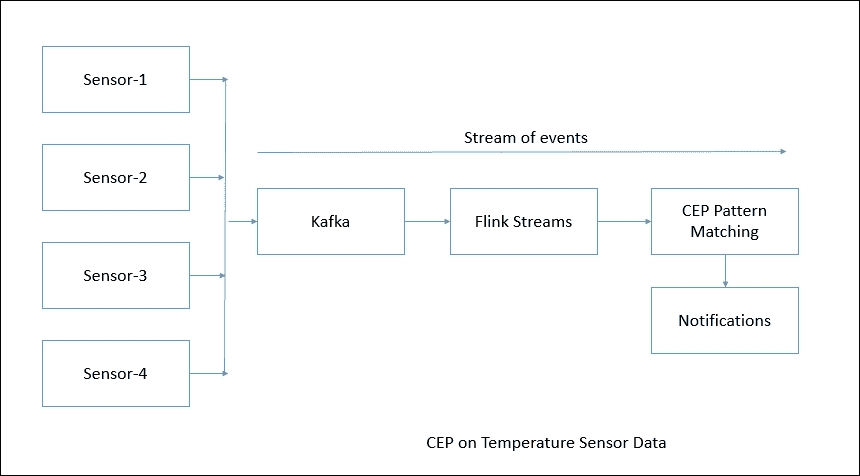 Sensor-1
Sensor-2
Sensor-3
Sensor-4
Stream of events
Kafka
Flink Streams
CEP Pattern
Matching
Notifications
CEP on Temperature Sensor Data